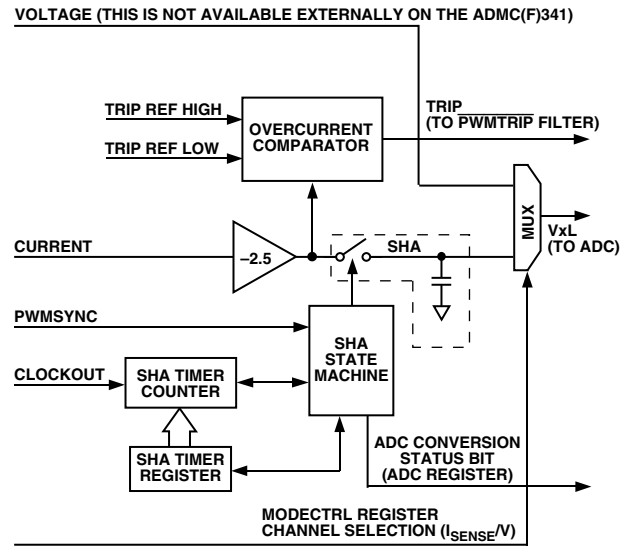 VOLTAGE (THIS IS NOT AVAILABLE EXTERNALLY ON THE ADMC(F)341)
TRIP REF HIGH
TRIP REF LOW
OVERCURRENT
COMPARATOR
TRIP
(TO PWMTRIP FILTER)
MUX
VxL
(TO ADC)
CURRENT
–2.5
SHA
PWMSYNC
SHA
STATE
MACHINE
CLOCKOUT
SHA TIMER
COUNTER
SHA TIMER
REGISTER
ADC CONVERSION
STATUS BIT
(ADC REGISTER)
MODECTRL REGISTER
CHANNEL SELECTION (ISENSE/V)